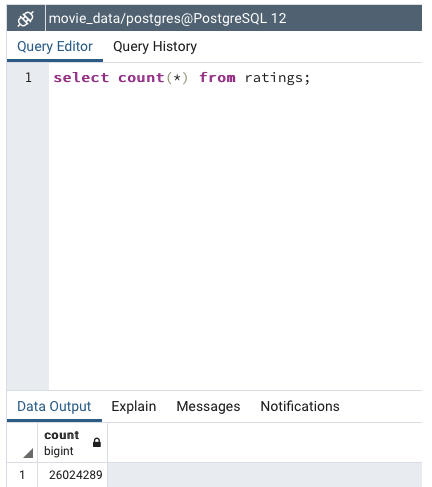 movie_data/postgres@PostgreSQL 12
Query Editor Query History
1 select count(*) from ratings;
Data Output Explain Messages Notifications
count
bigint
1 26024289